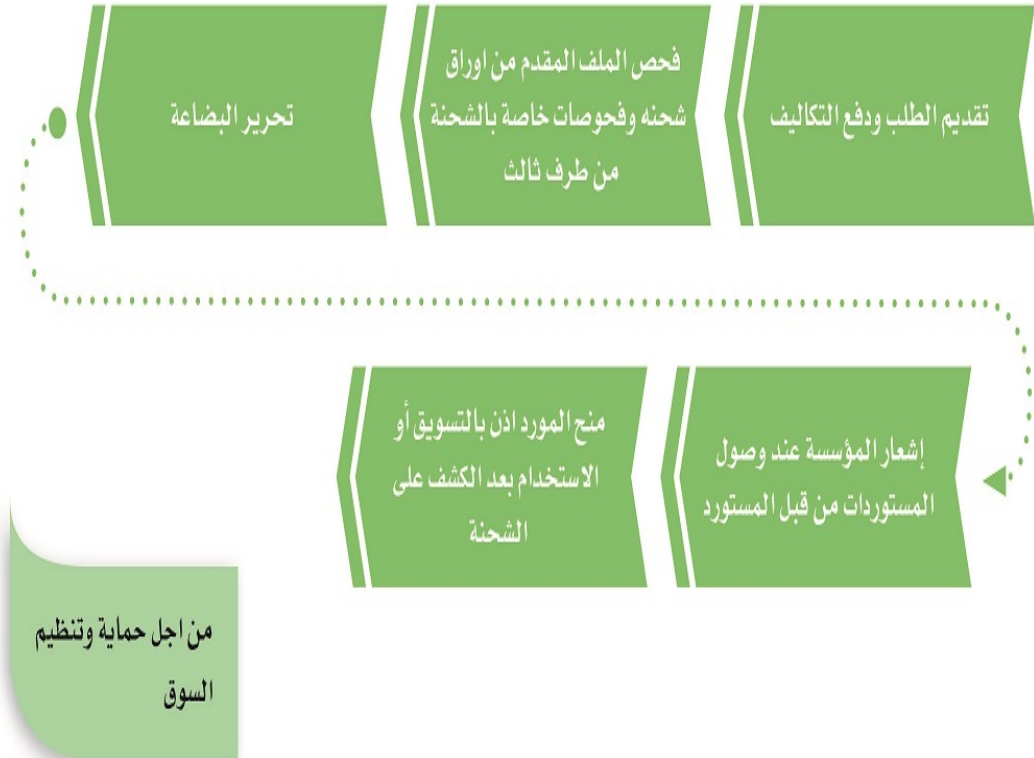 تقديم الطلب ودفع التكاليف
فحص الملف المقدم من اوراق
شحنه وفحوصات خاصة بالشحنة
من طرف ثالث
تحرير البضاعة
إشعار المؤسسة عند وصول
المستوردات من قبل المستورد
منح المورد اذن بالتسويق أو
الاستخدام بعد الكشف على
الشحنة
من اجل حماية وتنظيم
السوق